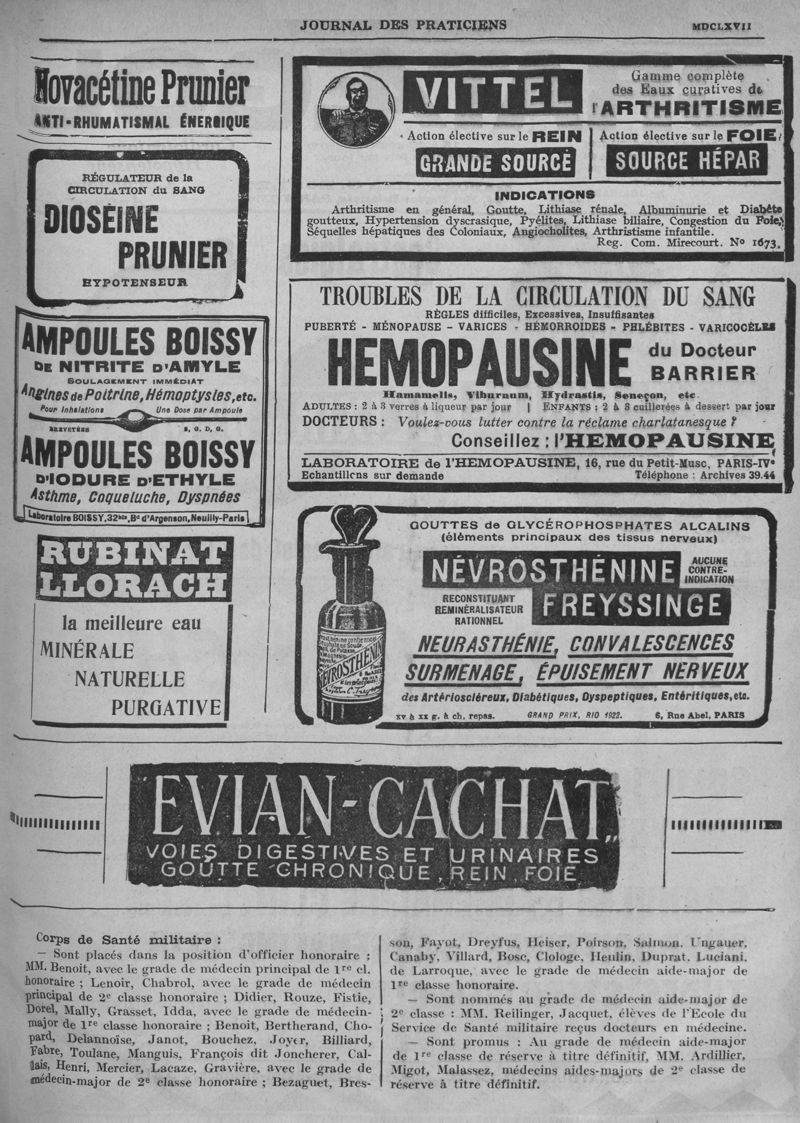 JOURNAL DES PRATICIENS
MDCLXVII
Novacétine Prunier
ANTI-RHUMATISMAL ÉNERGIQUE
RÉGULATEUR de la
CIRCULATION du SANG
DIOSÉINE
PRUNIER
HYPOTENSEUR
AMPOULES BOISSY
DE NITRITE D'AMYLE
SOULAGEMENT IMMÉDIAT
Angines de Poitrine, Hémoptysies, etc.
Pour Inhalations Une Dose par Ampoule
BREVETÉES S. G. D. G.
AMPOULES BOISSY
D'IODURE D'ETHYLE
Asthme, Coqueluche, Dyspnées
Laboratoire BOISSY, 32bis, Bd d'Argenson, Neuilly-Paris
RUBINAT
LLORACH
la meilleure eau
MINÉRALE
NATURELLE
PURGATIVE
VITTEL
Gamme complète
des Eaux curatives de
l'ARTHRITISME
Action élective sur le REIN
GRANDE SOURCE
Action élective sur le FOIE
SOURCE HÉPAR
INDICATIONS
Arthritisme en général, Goutte, Lithiase rénale, Albuminurie et Diabète
goutteux, Hypertension dyscrasique, Pyélites, Lithiase biliaire, Congestion du Foie,
Séquelles hépatiques des Coloniaux, Angiocholites, Arthristisme infantile.
Reg. Com. Mirecourt. No 1673.
TROUBLES DE LA CIRCULATION DU SANG
RÈGLES difficiles, Excessives, Insuffisantes
PUBERTÉ - MÉNOPAUSE - VARICES - HÉMORROIDES - PHLÉBITES - VARICOCÈLES
HEMOPAUSINE du Docteur
BARRIER
Hamamelis, Viburnum, Hydrastis, Seneçon, etc.
ADULTES : 2 à 3 verres à liqueur par jour | ENFANTS : 2 à 3 cuillerées à dessert par jour
DOCTEURS : Voulez-cous lutter contre la réclame charlatanesque ?
Conseillez : l'HEMOPAUSINE
LABORATOIRE de l'HEMOPAUSINE, 16, rue du Petit-Musc, PARIS-IVe
Echantillons sur demande Téléphone : Archives 39.44
GOUTTES de GLYCÉROPHOSPHATES ALCALINS
(éléments principaux des tissus nerveux)
NÉVROSTHÉNINE
AUCUNE
CONTRE-
INDICATION
RECONSTITUANT
REMINÉRALISATEUR
RATIONNEL
FREYSSINGE
NEURASTHÉNIE, CONVALESCENCES
SURMENAGE, ÉPUISEMENT NERVEUX
des Artérioscléreux, Diabétiques, Dyspeptiques, Entéritiques, etc.
XV à XX g. à ch. repas. GRAND PRIX, RIO 1922. 6, Rue Abel, PARIS
NÉVROSTHÉNINE
EVIAN-CACHAT
VOIES DIGESTIVES ET URINAIRES
GOUTTE CHRONIQUE, REIN, FOIE
Corps de Santé militaire :
— Sont placés dans la position d'officier honoraire :
MM. Benoit, avec le grade de médecin principal de 1re cl.
honoraire ; Lenoir, Chabrol, avec le grade de médecin
principal de 2e classe honoraire ; Didier, Rouze, Fistie,
Dorel, Mally, Grasset, Idda, avec le grade de médecin-
major de 1re classe honoraire ; Benoit, Bertherand, Cho-
pard, Delannoïse, Janot, Bouchez, Joyer, Billiard,
Fabre, Toulane, Manguis, François dit Joncherer, Cal-
lais, Henri, Mercier, Lacaze, Gravière, avec le grade de
médecin-major de 2e classe honoraire ; Bezaguet, Bres-
son, Fayot, Dreyfus, Heiser, Poirson, Salmon, Ungauer,
Canaby, Villard, Bosc, Clologe, Henlin, Duprat, Luciani,
de Larroque, avec le grade de médecin aide-major de
1re classe honoraire.
— Sont nommés au grade de médecin aide-major de
2e classe : MM. Reilinger, Jacquet, élèves de l'Ecole du
Service de Santé militaire reçus docteurs en médecine.
— Sont promus : Au grade de médecin aide-major
de 1re classe de réserve à titre définitif, MM. Ardillier,
Migot, Malassez, médecins aides-majors de 2e classe de
réserve à titre définitif.